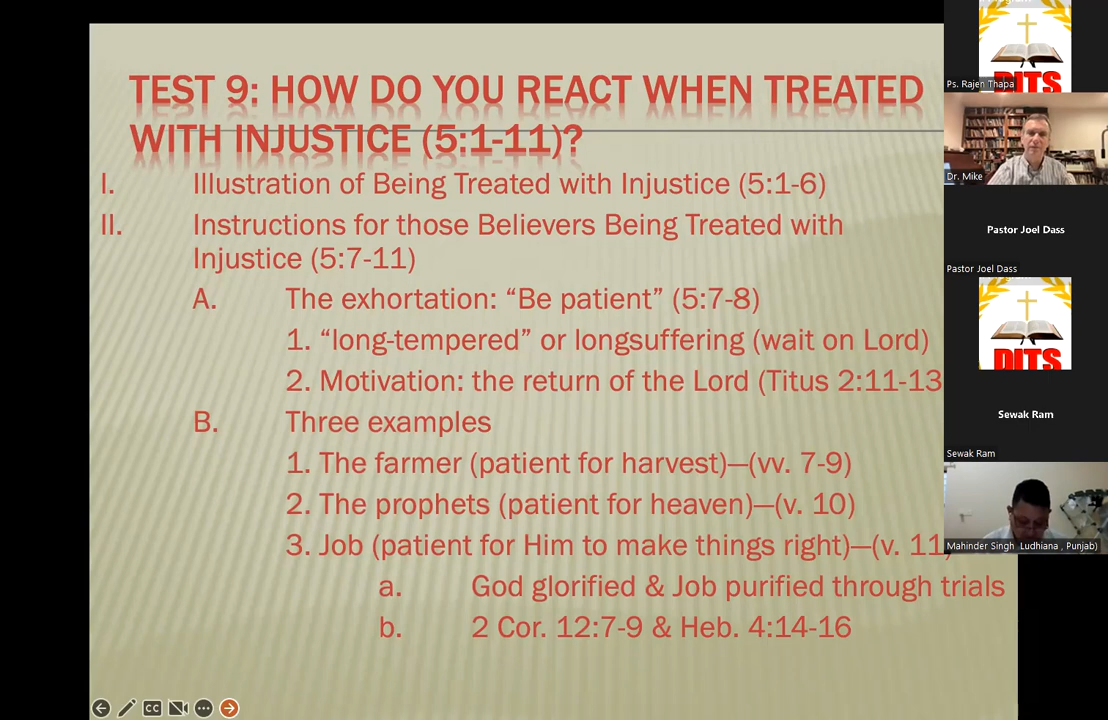 TEST 9: HOW DO YOU REACT WHEN TREATED
WITH INJUSTICE (5:1-11)?
I. Illustration of Being Treated with Injustice (5:1-6)
II. Instructions for those Believers Being Treated with
Injustice (5:7-11)
A. The exhortation: “Be patient” (5:7-8)
1. “long-tempered” or longsuffering (wait on Lord)
2. Motivation: the return of the Lord (Titus 2:11-13
B. Three examples
1. The farmer (patient for harvest)—(vv. 7-9)
2. The prophets (patient for heaven)—(v. 10)
3. Job (patient for Him to make things right)—(v. 11)
a. God glorified & Job purified through trials
b. 2 Cor. 12:7-9 & Heb. 4:14-16
CC
DITS
Ps. Rajen Thapa
Dr. Mike
Pastor Joel Dass
Pastor Joel Dass
DITS
Sewak Ram
Sewak Ram
Mahinder Singh Ludhiana , Punjab)